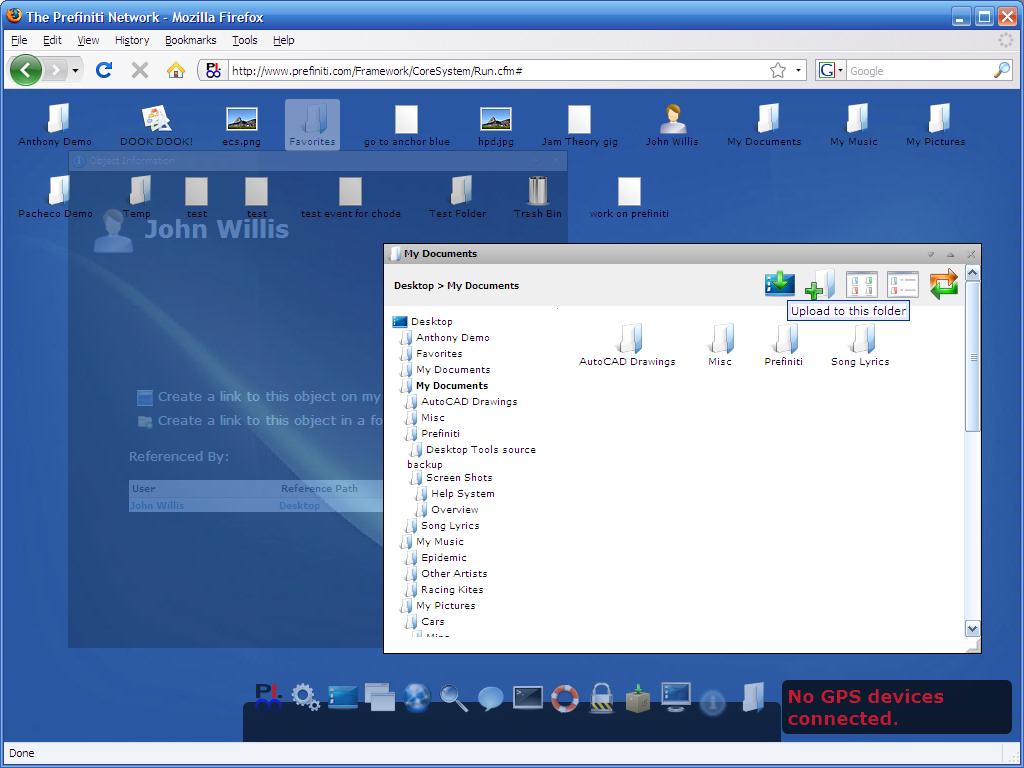 The Prefiniti Network - Mozilla Firefox
File Edit View History Bookmarks Tools Help
http://www.prefiniti.com/Framework/CoreSystem/Run.cfm#
Google
Anthony Demo
DOOK DOOK!
ecs.png
Favorites
go to anchor blue
hpd.jpg
Jam Theory gig
John Willis
My Documents
My Music
My Pictures
Object Information
Pacheco Demo
Temp
test
test
test event for chode
Test Folder
Trash Bin
work on prefiniti
John Willis
Create a link to this object on my
Create a link to this object in a fo
Referenced By:
User Reference Path
John Willis Desktop
My Documents
Desktop > My Documents
Upload to this folder
Desktop
Anthony Demo
Favorites
My Documents
My Documents
AutoCAD Drawings
Misc
Prefiniti
Desktop Tools source
backup
Screen Shots
Help System
Overview
Song Lyrics
My Music
Epidemic
Other Artists
Racing Kites
My Pictures
Cars
AutoCAD Drawings
Misc
Prefiniti
Song Lyrics
No GPS devices
connected.
Done